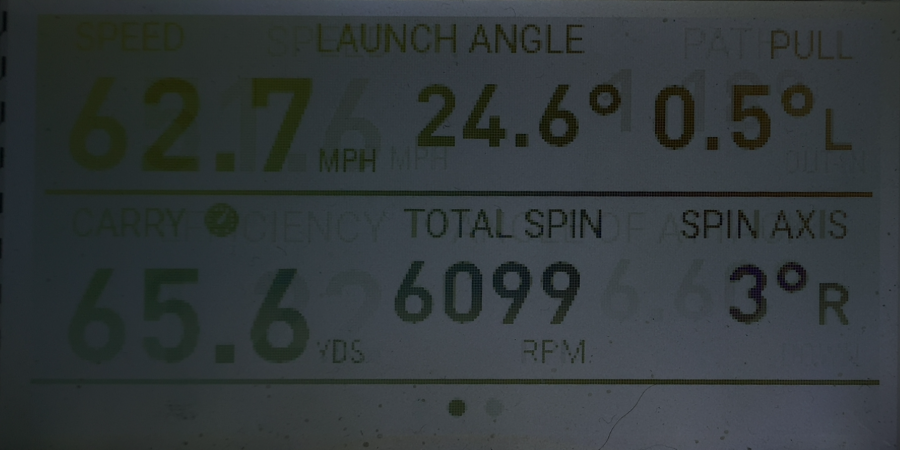 SPEED LAUNCH ANGLE PULL
62.7 MPH 24.6° 0.5° L
CARRY TOTAL SPIN SPIN AXIS
65.6 YDS 6099 RPM 3° R